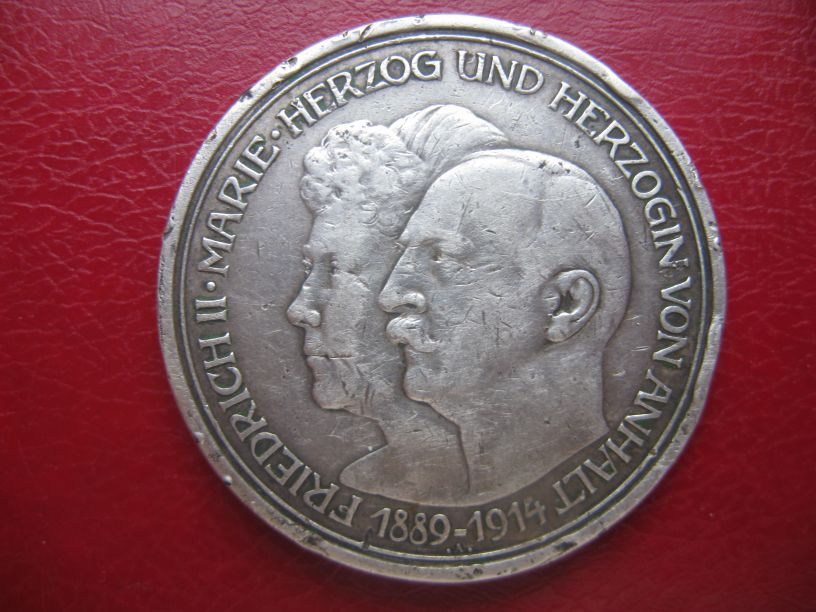 FRIEDRICH II · MARIE · HERZOG UND HERZOGIN VON ANHALT
1889=1914
A